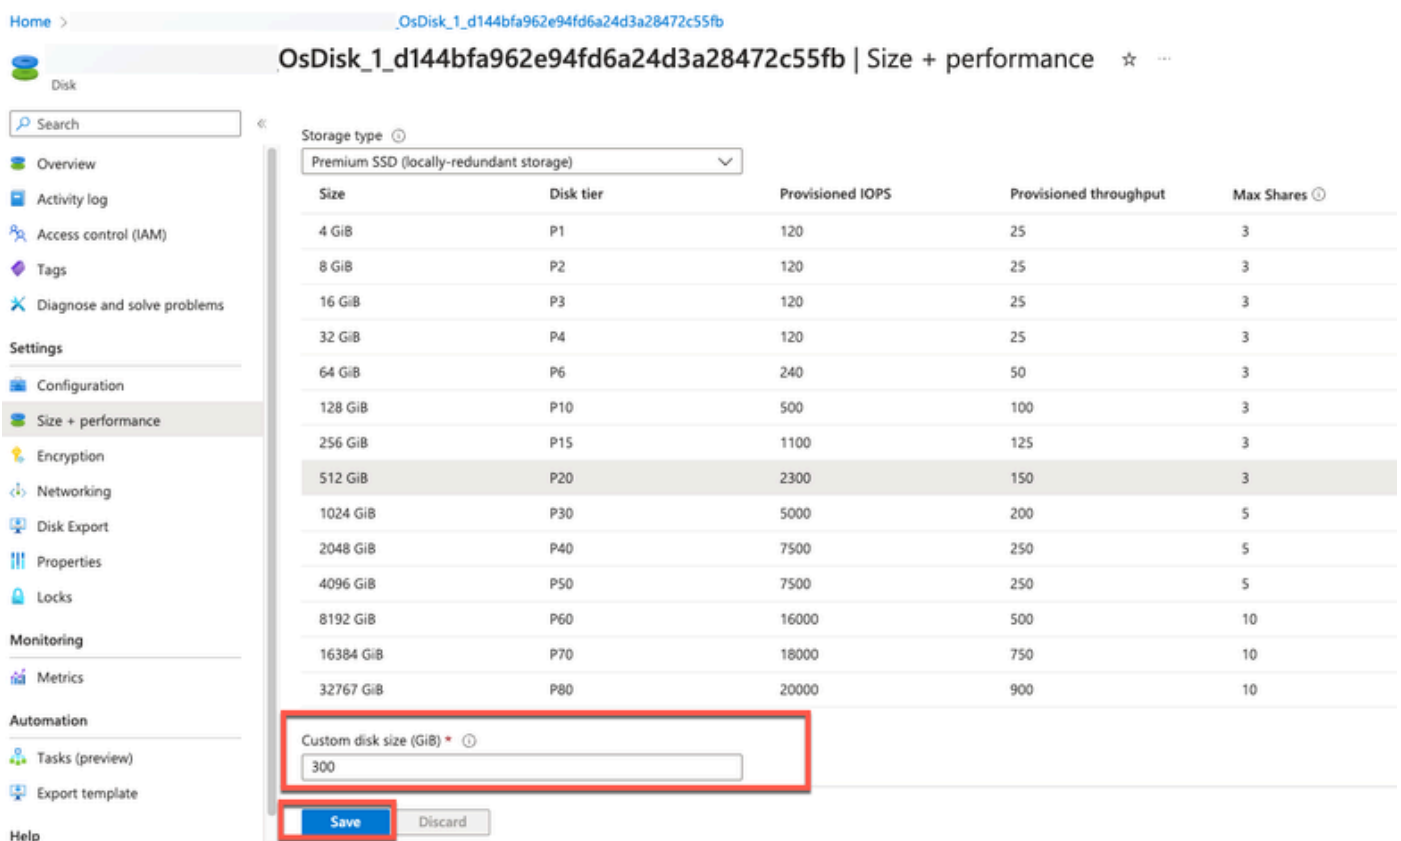 Home > _OsDisk_1_d144bfa962e94fd6a24d3a28472c55fb
_OsDisk_1_d144bfa962e94fd6a24d3a28472c55fb | Size + performance ☆ ···
Disk
Search «
Overview
Activity log
Access control (IAM)
Tags
Diagnose and solve problems
Settings
Configuration
Size + performance
Encryption
Networking
Disk Export
Properties
Locks
Monitoring
Metrics
Automation
Tasks (preview)
Export template
Help
Storage type
Premium SSD (locally-redundant storage)
Size Disk tier Provisioned IOPS Provisioned throughput Max Shares
4 GiB P1 120 25 3
8 GiB P2 120 25 3
16 GiB P3 120 25 3
32 GiB P4 120 25 3
64 GiB P6 240 50 3
128 GiB P10 500 100 3
256 GiB P15 1100 125 3
512 GiB P20 2300 150 3
1024 GiB P30 5000 200 5
2048 GiB P40 7500 250 5
4096 GiB P50 7500 250 5
8192 GiB P60 16000 500 10
16384 GiB P70 18000 750 10
32767 GiB P80 20000 900 10
Custom disk size (GiB) *
300
Save Discard